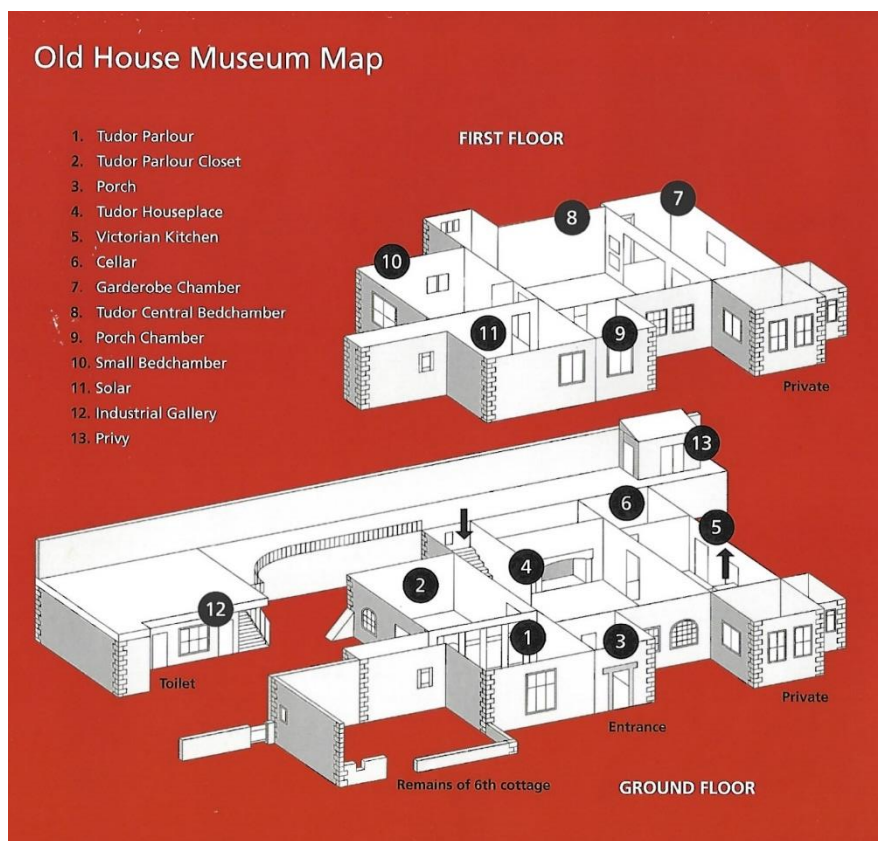 Old House Museum Map
1. Tudor Parlour
2. Tudor Parlour Closet
3. Porch
4. Tudor Houseplace
5. Victorian Kitchen
6. Cellar
7. Garderobe Chamber
8. Tudor Central Bedchamber
9. Porch Chamber
10. Small Bedchamber
11. Solar
12. Industrial Gallery
13. Privy
FIRST FLOOR
7
8
10
11
9
Private
13
6
5
4
2
12
1
3
Toilet
Private
Entrance
Remains of 6th cottage
GROUND FLOOR